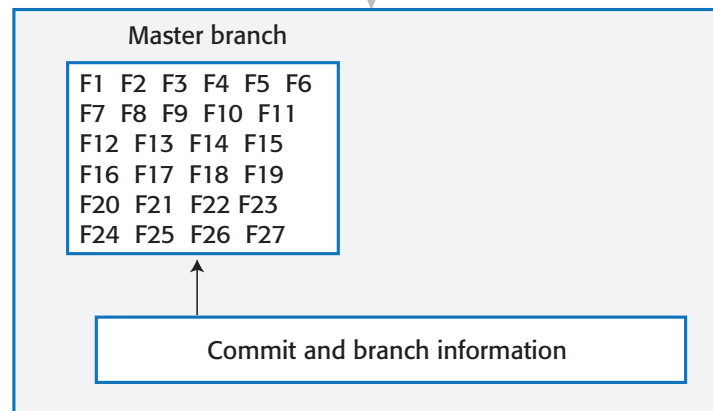 Master branch
F1 F2 F3 F4 F5 F6
F7 F8 F9 F10 F11
F12 F13 F14 F15
F16 F17 F18 F19
F20 F21 F22 F23
F24 F25 F26 F27
Commit and branch information